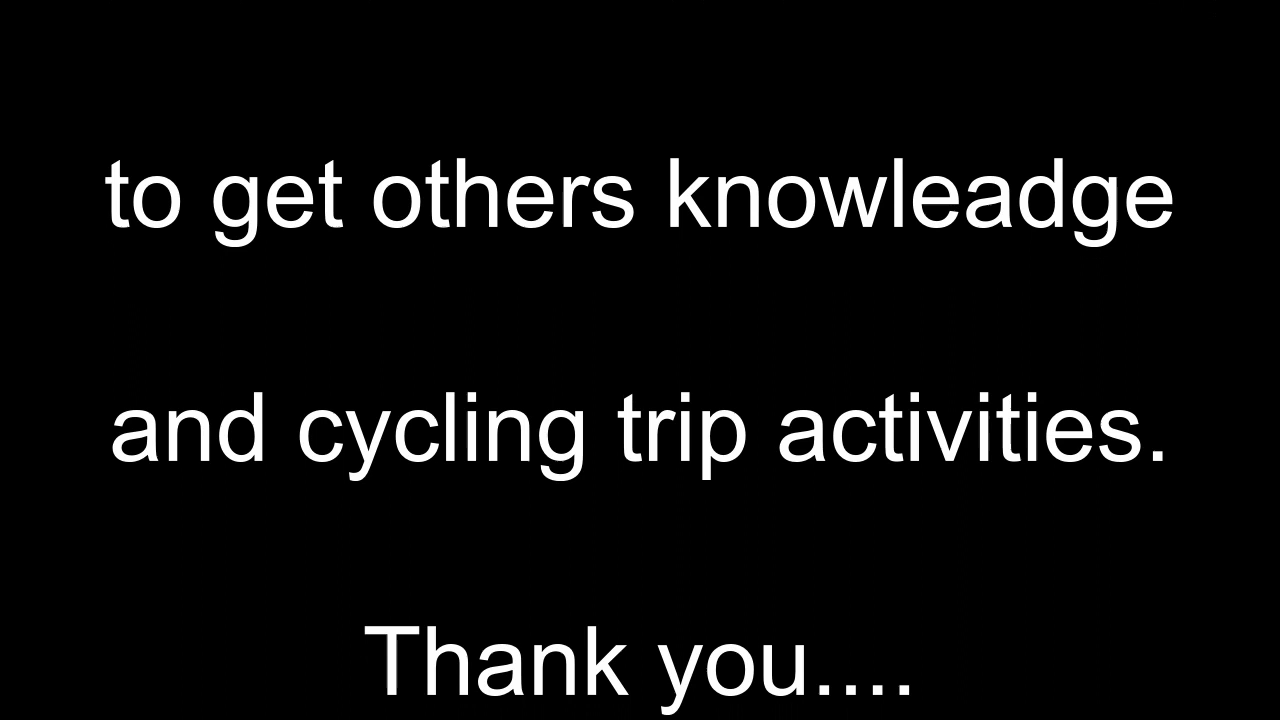 to get others knowleadge
and cycling trip activities.
Thank you....